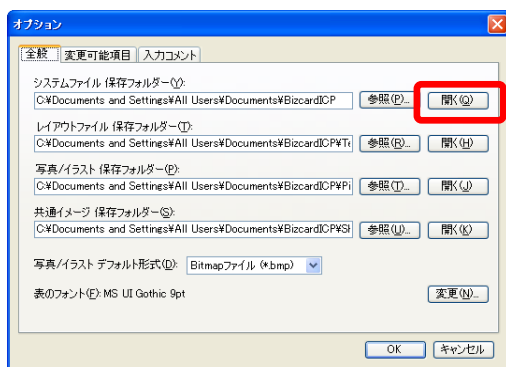 オプション
全般 変更可能項目 入力コメント
システムファイル 保存フォルダー(Y):
C:¥Documents and Settings¥All Users¥Documents¥BizcardICP 参照(P)... 開く(O)
レイアウトファイル 保存フォルダー(T):
C:¥Documents and Settings¥All Users¥Documents¥BizcardICP¥Te 参照(R)... 開く(H)
写真/イラスト 保存フォルダー(P):
C:¥Documents and Settings¥All Users¥Documents¥BizcardICP¥Pi 参照(T)... 開く(J)
共通イメージ 保存フォルダー(S):
C:¥Documents and Settings¥All Users¥Documents¥BizcardICP¥SI 参照(U)... 開く(K)
写真/イラスト デフォルト形式(D): Bitmapファイル (*.bmp)
表のフォント(F): MS UI Gothic 9pt 変更(N)...
OK キャンセル